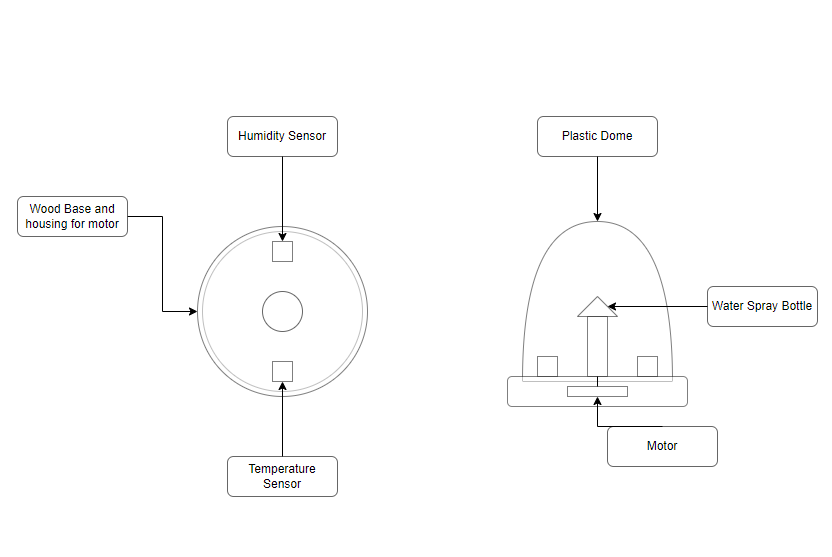 Humidity Sensor
Plastic Dome
Wood Base and
housing for motor
Water Spray Bottle
Motor
Temperature
Sensor